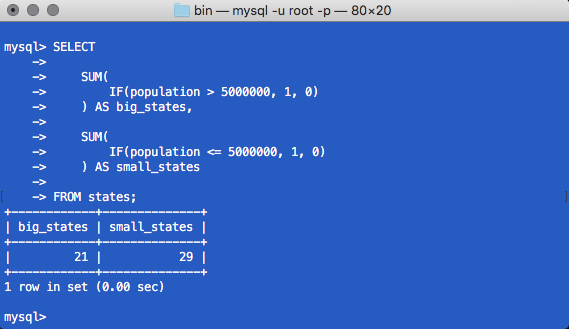 bin — mysql -u root -p — 80×20
mysql> SELECT
    ->
    ->     SUM(
    ->         IF(population > 5000000, 1, 0)
    ->     ) AS big_states,
    ->
    ->     SUM(
    ->         IF(population <= 5000000, 1, 0)
    ->     ) AS small_states
    ->
    -> FROM states;
+------------+--------------+
| big_states | small_states |
+------------+--------------+
|         21 |           29 |
+------------+--------------+
1 row in set (0.00 sec)
mysql>